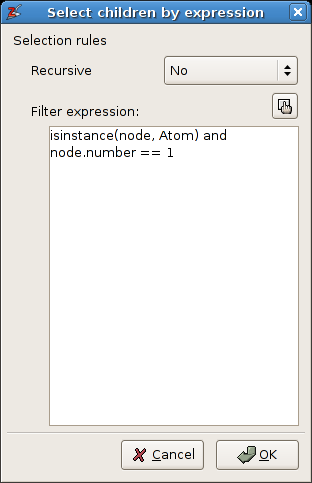 Select children by expression
Selection rules
Recursive No
Filter expression:
isinstance(node, Atom) and
node.number == 1
Cancel OK